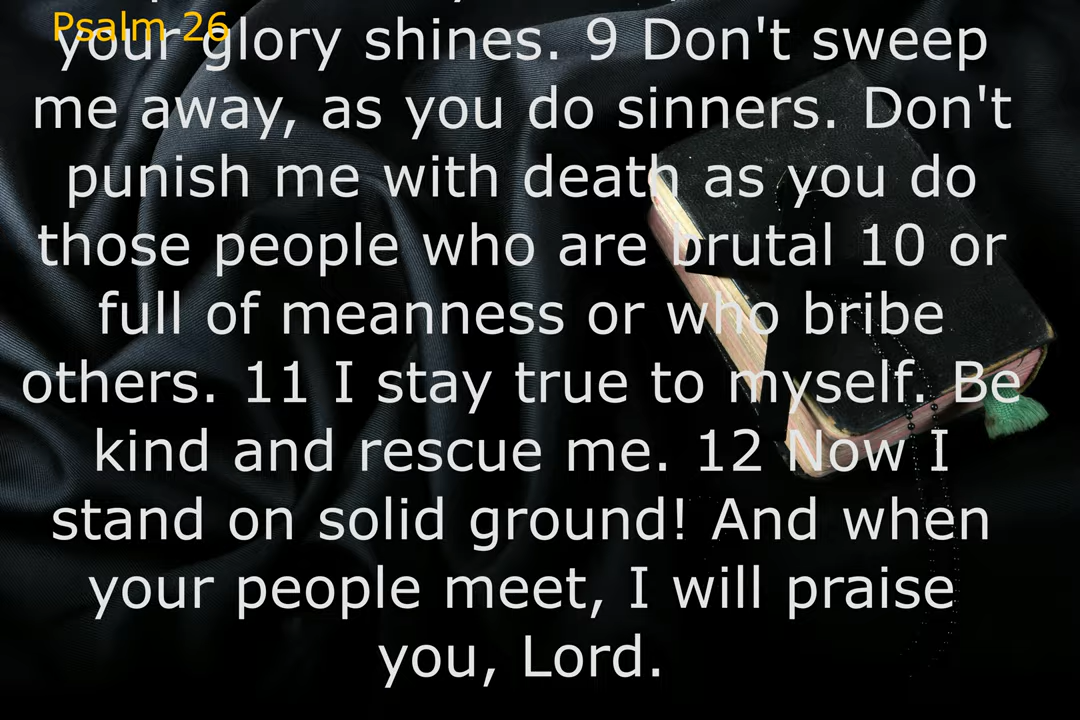 Psalm 26
your glory shines. 9 Don't sweep
me away, as you do sinners. Don't
punish me with death as you do
those people who are brutal 10 or
full of meanness or who bribe
others. 11 I stay true to myself. Be
kind and rescue me. 12 Now I
stand on solid ground! And when
your people meet, I will praise
you, Lord.